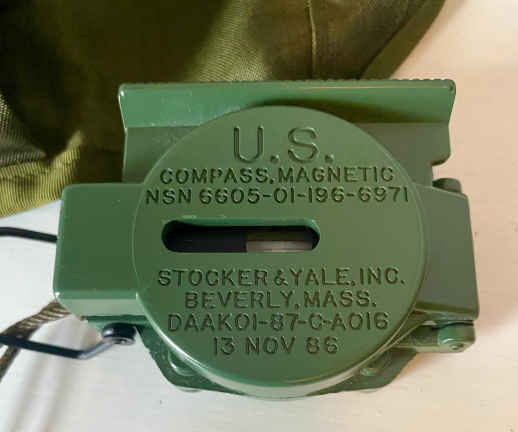 U.S.
COMPASS, MAGNETIC
NSN 6605-01-196-6971
STOCKER & YALE, INC.
BEVERLY, MASS.
DAAK01-87-C-A016
13 NOV 86